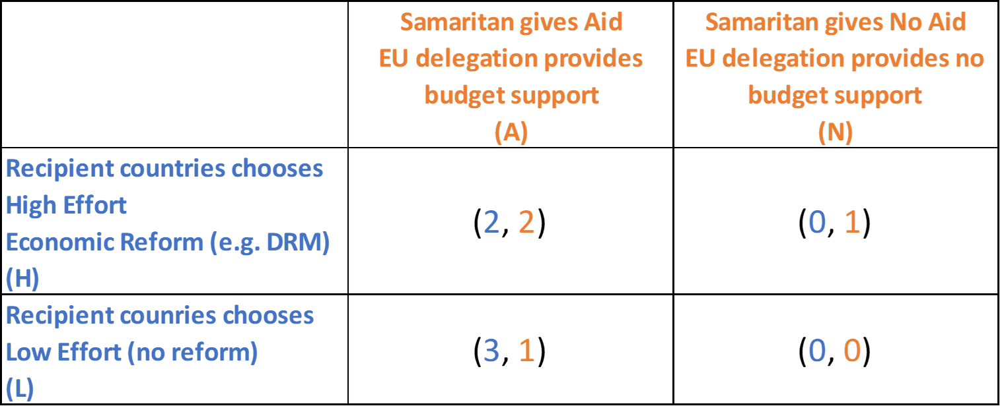 Samaritan gives Aid
EU delegation provides
budget support
(A)
Samaritan gives No Aid
EU delegation provides no
budget support
(N)
Recipient countries chooses
High Effort
Economic Reform (e.g. DRM)
(H)
(2, 2)
(0, 1)
Recipient counries chooses
Low Effort (no reform)
(L)
(3, 1)
(0, 0)